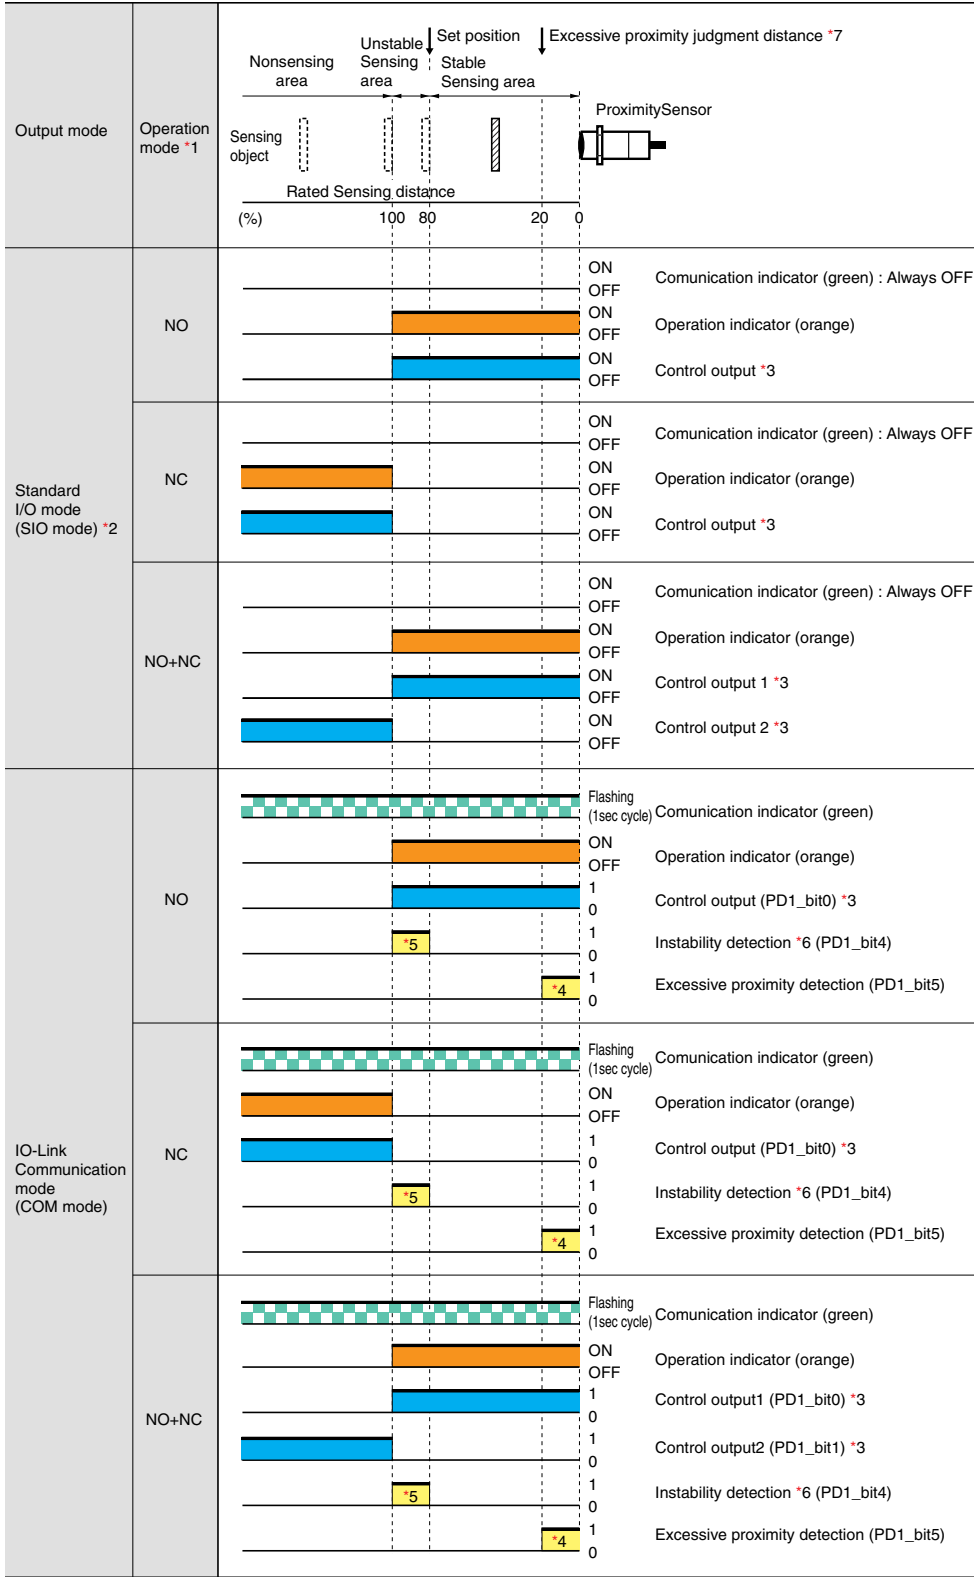 Output mode
Operation
mode *1
Nonsensing
area
Unstable
Sensing
area
Set position
Stable
Sensing area
Excessive proximity judgment distance *7
ProximitySensor
Sensing
object
Rated Sensing distance
(%)
100 80 20 0
Standard
I/O mode
(SIO mode) *2
NO
ON
OFF
Comunication indicator (green) : Always OFF
ON
OFF
Operation indicator (orange)
ON
OFF
Control output *3
NC
ON
OFF
Comunication indicator (green) : Always OFF
ON
OFF
Operation indicator (orange)
ON
OFF
Control output *3
NO+NC
ON
OFF
Comunication indicator (green) : Always OFF
ON
OFF
Operation indicator (orange)
ON
OFF
Control output 1 *3
ON
OFF
Control output 2 *3
IO-Link
Communication
mode
(COM mode)
NO
Flashing
(1sec cycle)
Comunication indicator (green)
ON
OFF
Operation indicator (orange)
1
0
Control output (PD1_bit0) *3
*5
1
0
Instability detection *6 (PD1_bit4)
*4
1
0
Excessive proximity detection (PD1_bit5)
NC
Flashing
(1sec cycle)
Comunication indicator (green)
ON
OFF
Operation indicator (orange)
1
0
Control output (PD1_bit0) *3
*5
1
0
Instability detection *6 (PD1_bit4)
*4
1
0
Excessive proximity detection (PD1_bit5)
NO+NC
Flashing
(1sec cycle)
Comunication indicator (green)
ON
OFF
Operation indicator (orange)
1
0
Control output1 (PD1_bit0) *3
1
0
Control output2 (PD1_bit1) *3
*5
1
0
Instability detection *6 (PD1_bit4)
*4
1
0
Excessive proximity detection (PD1_bit5)